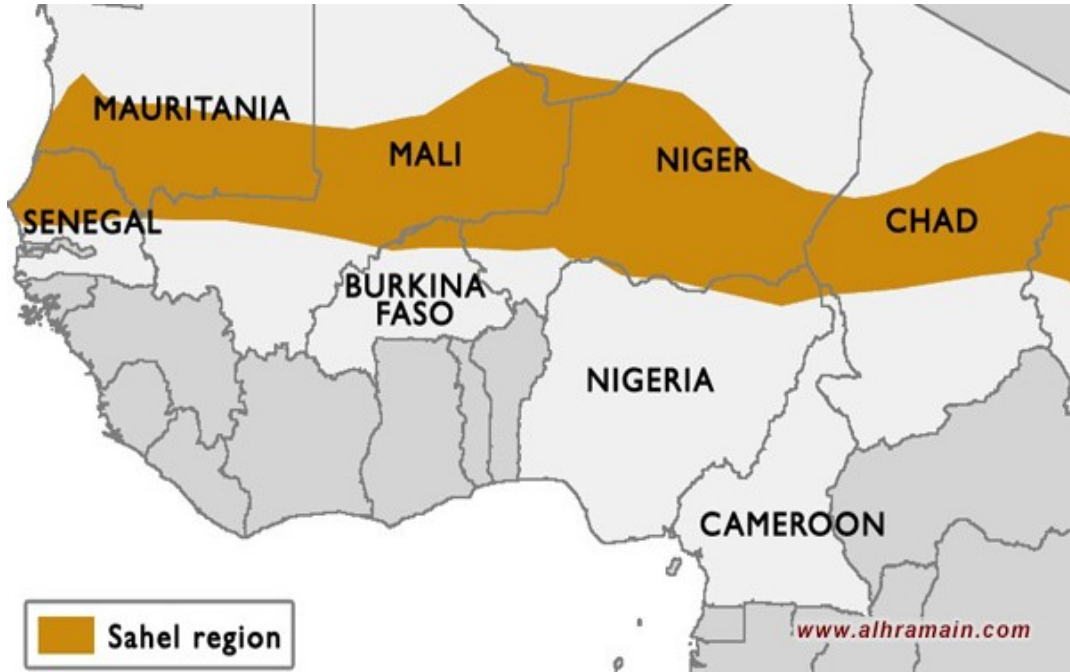 MAURITANIA
MALI
NIGER
SENEGAL
CHAD
BURKINA
FASO
NIGERIA
CAMEROON
Sahel region
www.alhramain.com